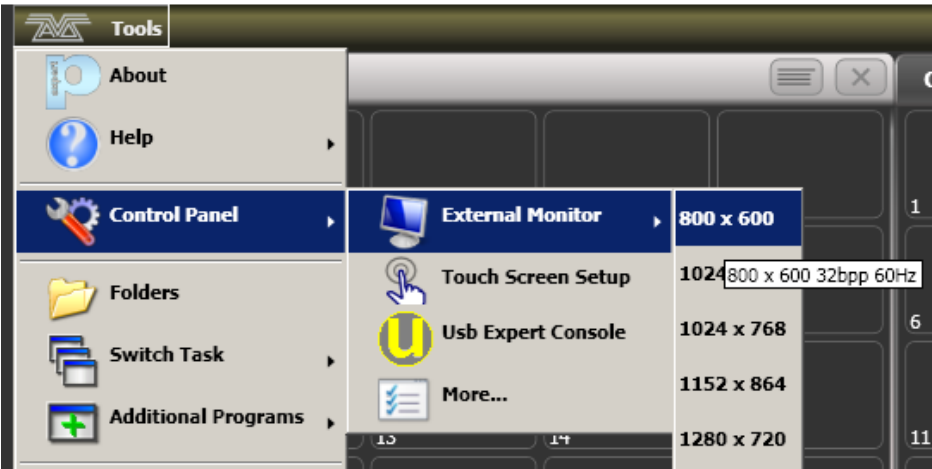 Tools
About
Help
Control Panel
External Monitor
800 x 600
1
Touch Screen Setup
800 x 600 32bpp 60Hz
Folders
Usb Expert Console
1024 x 768
6
Switch Task
More...
1152 x 864
Additional Programs
13
14
1280 x 720
11